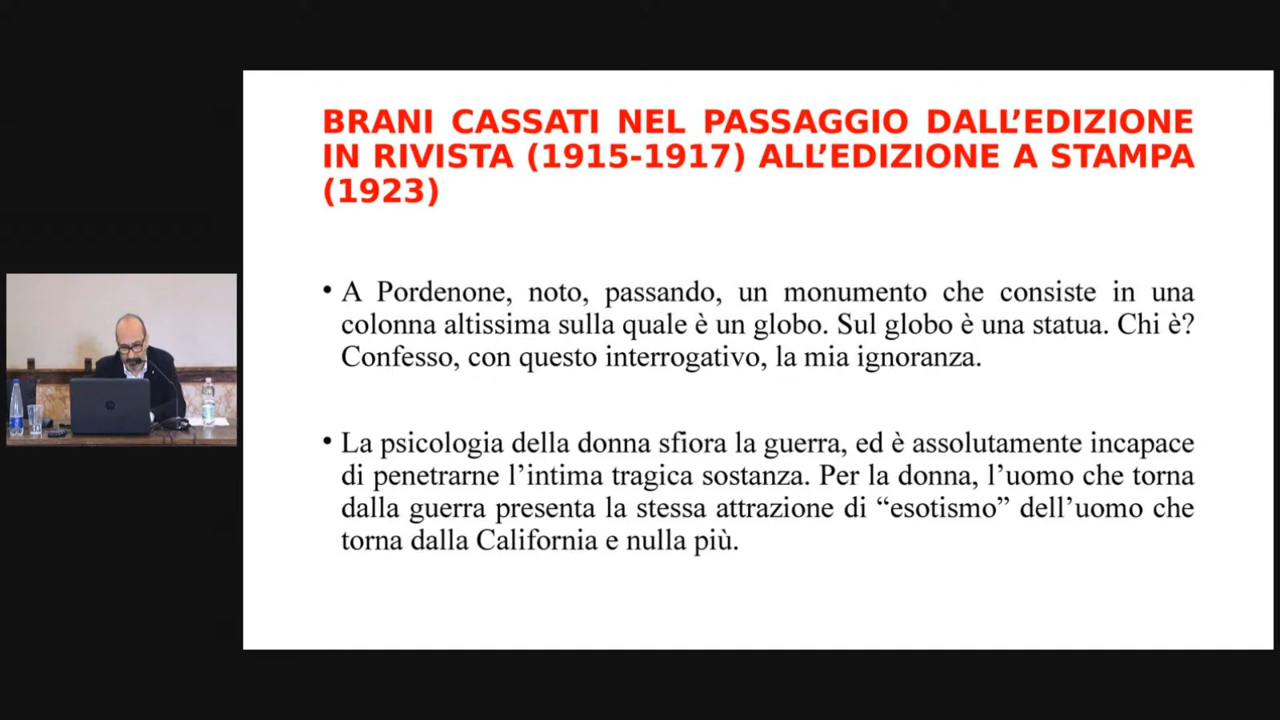 BRANI CASSATI NEL PASSAGGIO DALL’EDIZIONE
IN RIVISTA (1915-1917) ALL’EDIZIONE A STAMPA
(1923)
• A Pordenone, noto, passando, un monumento che consiste in una
colonna altissima sulla quale è un globo. Sul globo è una statua. Chi è?
Confesso, con questo interrogativo, la mia ignoranza.
• La psicologia della donna sfiora la guerra, ed è assolutamente incapace
di penetrarne l’intima tragica sostanza. Per la donna, l’uomo che torna
dalla guerra presenta la stessa attrazione di “esotismo” dell’uomo che
torna dalla California e nulla più.